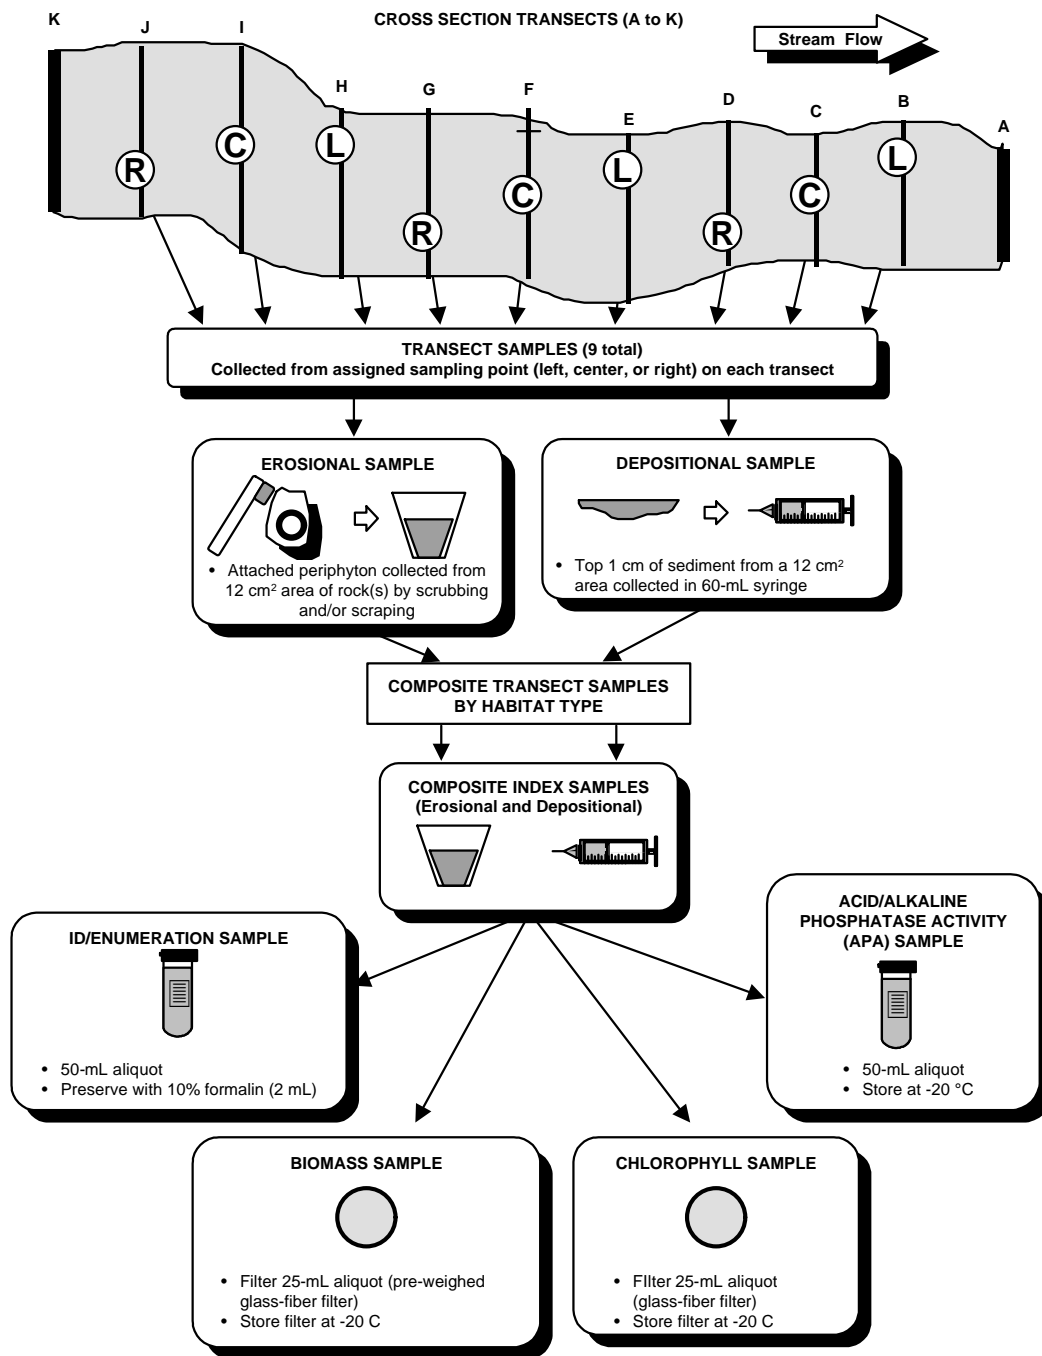 CROSS SECTION TRANSECTS (A to K)
Stream Flow
K
J
I
H
G
F
E
D
C
B
A
R
C
L
R
C
L
R
C
L
TRANSECT SAMPLES (9 total)
Collected from assigned sampling point (left, center, or right) on each transect
EROSIONAL SAMPLE
• Attached periphyton collected from
12 cm² area of rock(s) by scrubbing
and/or scraping
DEPOSITIONAL SAMPLE
• Top 1 cm of sediment from a 12 cm²
area collected in 60-mL syringe
COMPOSITE TRANSECT SAMPLES
BY HABITAT TYPE
COMPOSITE INDEX SAMPLES
(Erosional and Depositional)
ID/ENUMERATION SAMPLE
• 50-mL aliquot
• Preserve with 10% formalin (2 mL)
ACID/ALKALINE
PHOSPHATASE ACTIVITY
(APA) SAMPLE
• 50-mL aliquot
• Store at -20 °C
BIOMASS SAMPLE
• Filter 25-mL aliquot (pre-weighed
glass-fiber filter)
• Store filter at -20 C
CHLOROPHYLL SAMPLE
• FIlter 25-mL aliquot
(glass-fiber filter)
• Store filter at -20 C